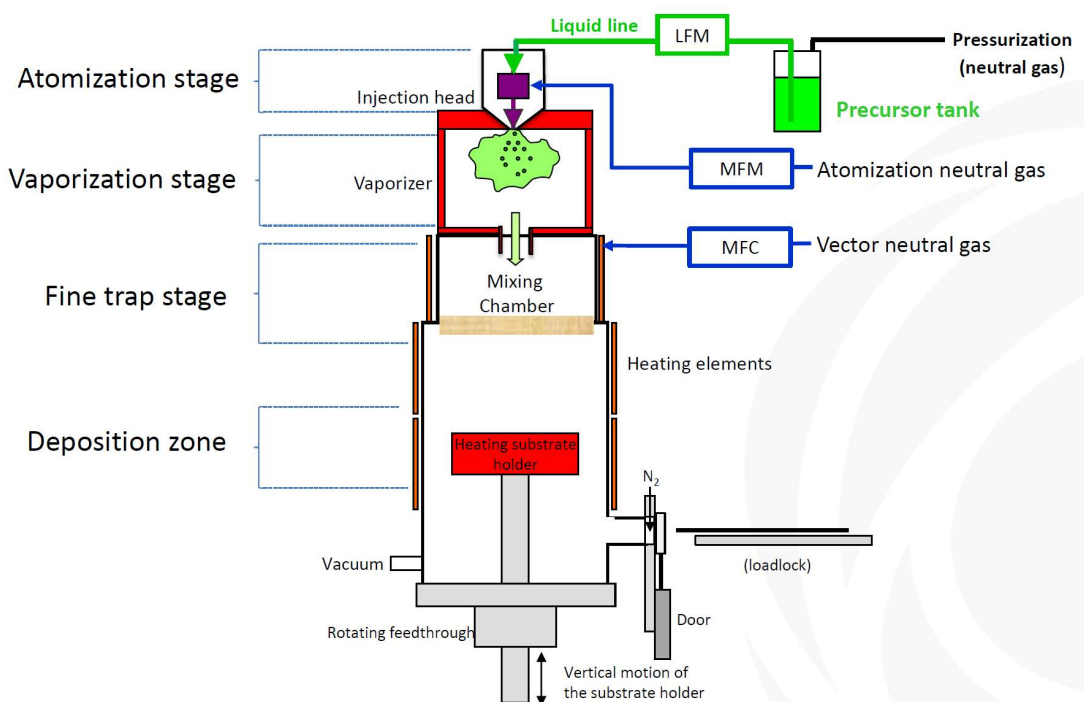 Liquid line
LFM
Pressurization
(neutral gas)
Atomization stage
Injection head
Precursor tank
Vaporization stage
Vaporizer
MFM
Atomization neutral gas
MFC
Vector neutral gas
Fine trap stage
Mixing
Chamber
Heating elements
Deposition zone
Heating substrate
holder
N2
(loadlock)
Vacuum
Door
Rotating feedthrough
Vertical motion of
the substrate holder